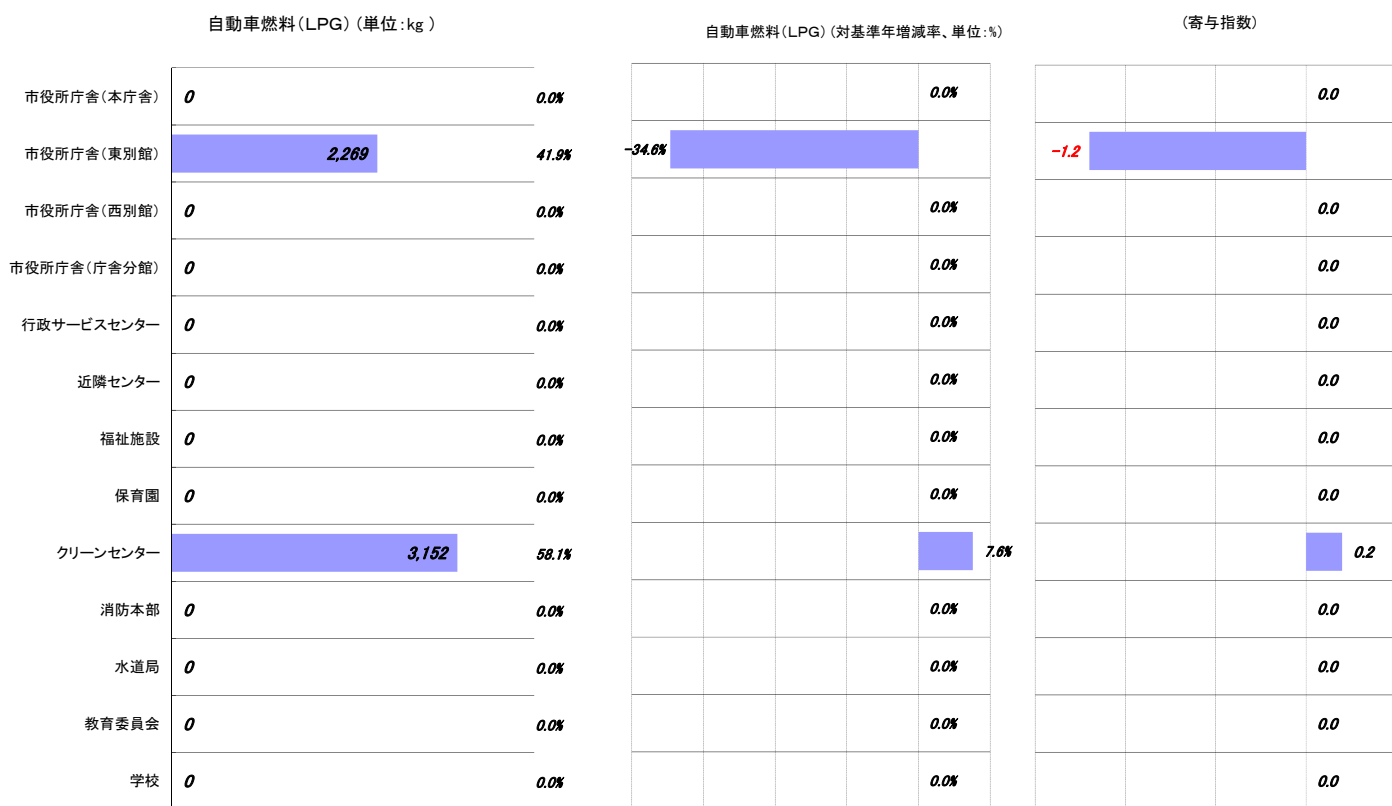 自動車燃料(LPG) (単位:kg )
自動車燃料(LPG) (対基準年増減率、単位:%)
(寄与指数)
市役所庁舎(本庁舎) 0 0.0% 0.0% 0.0
市役所庁舎(東別館) 2,269 41.9% -34.6% -1.2
市役所庁舎(西別館) 0 0.0% 0.0% 0.0
市役所庁舎(庁舎分館) 0 0.0% 0.0% 0.0
行政サービスセンター 0 0.0% 0.0% 0.0
近隣センター 0 0.0% 0.0% 0.0
福祉施設 0 0.0% 0.0% 0.0
保育園 0 0.0% 0.0% 0.0
クリーンセンター 3,152 58.1% 7.6% 0.2
消防本部 0 0.0% 0.0% 0.0
水道局 0 0.0% 0.0% 0.0
教育委員会 0 0.0% 0.0% 0.0
学校 0 0.0% 0.0% 0.0